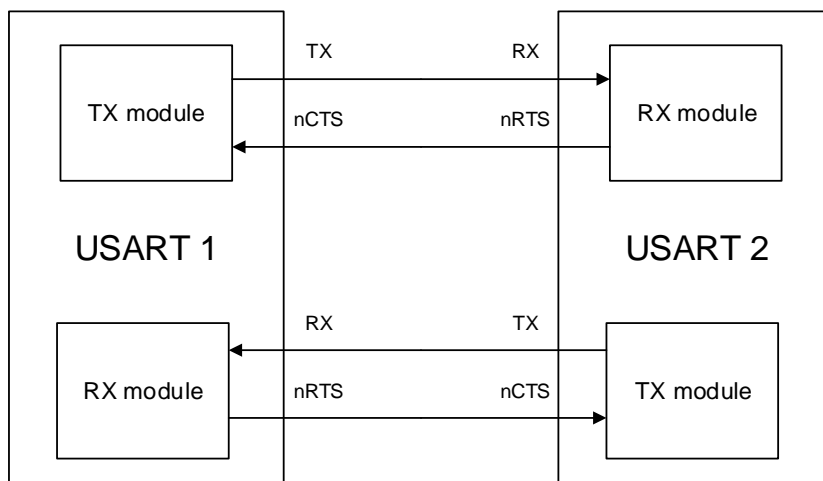 TX RX
TX module nCTS nRTS RX module
USART 1 USART 2
RX TX
RX module nRTS nCTS TX module